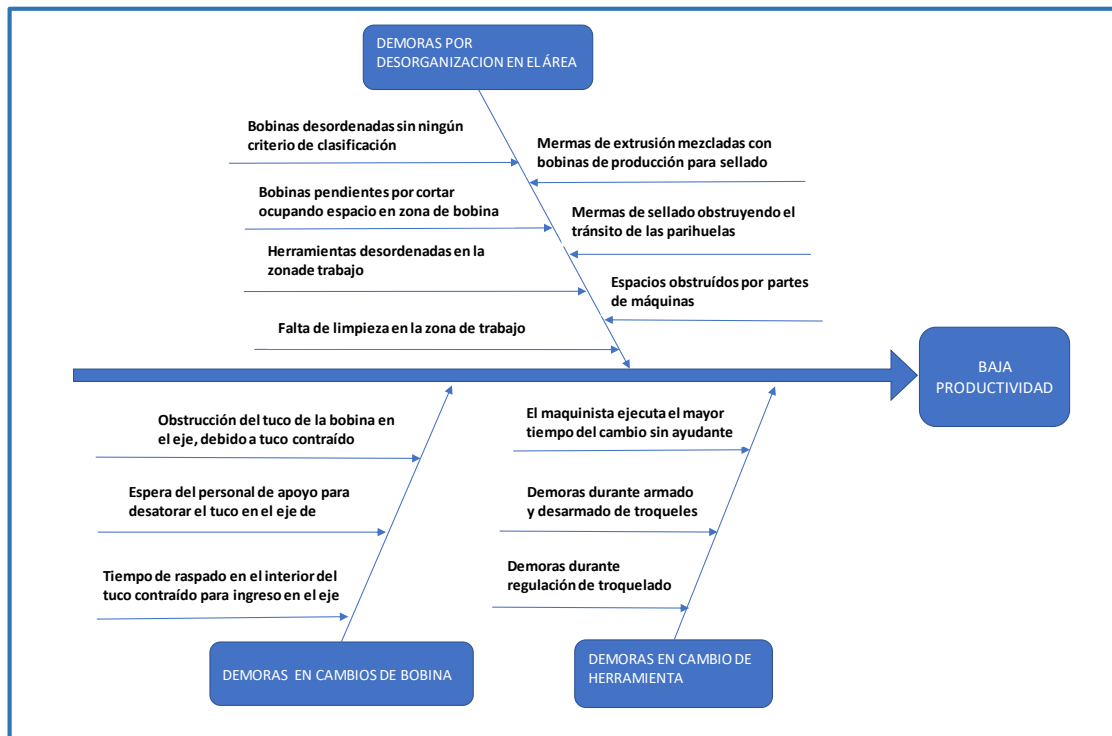 DEMORAS POR
DESORGANIZACION EN EL ÁREA
Bobinas desordenadas sin ningún
criterio de clasificación
Mermas de extrusión mezcladas con
bobinas de producción para sellado
Bobinas pendientes por cortar
ocupando espacio en zona de bobina
Mermas de sellado obstruyendo el
tránsito de las parihuelas
Herramientas desordenadas en la
zonade trabajo
Espacios obstruídos por partes
de máquinas
Falta de limpieza en la zona de trabajo
BAJA
PRODUCTIVIDAD
Obstrucción del tuco de la bobina en
el eje, debido a tuco contraído
El maquinista ejecuta el mayor
tiempo del cambio sin ayudante
Espera del personal de apoyo para
desatorar el tuco en el eje de
Demoras durante armado
y desarmado de troqueles
Tiempo de raspado en el interior del
tuco contraído para ingreso en el eje
Demoras durante
regulación de troquelado
DEMORAS EN CAMBIOS DE BOBINA
DEMORAS EN CAMBIO DE
HERRAMIENTA